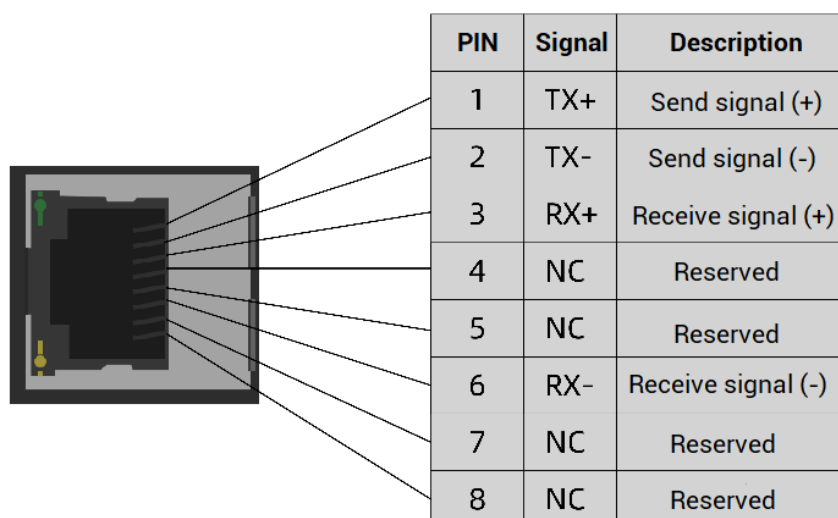 PIN Signal Description
1 TX+ Send signal (+)
2 TX- Send signal (-)
3 RX+ Receive signal (+)
4 NC Reserved
5 NC Reserved
6 RX- Receive signal (-)
7 NC Reserved
8 NC Reserved